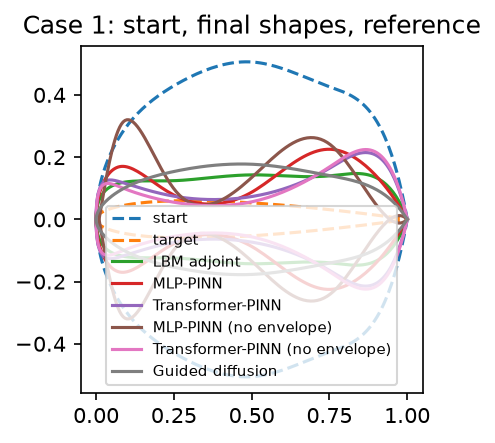 Case 1: start, final shapes, reference
0.4
0.2
0.0
−0.2
−0.4
start
target
LBM adjoint
MLP-PINN
Transformer-PINN
MLP-PINN (no envelope)
Transformer-PINN (no envelope)
Guided diffusion
0.00 0.25 0.50 0.75 1.00